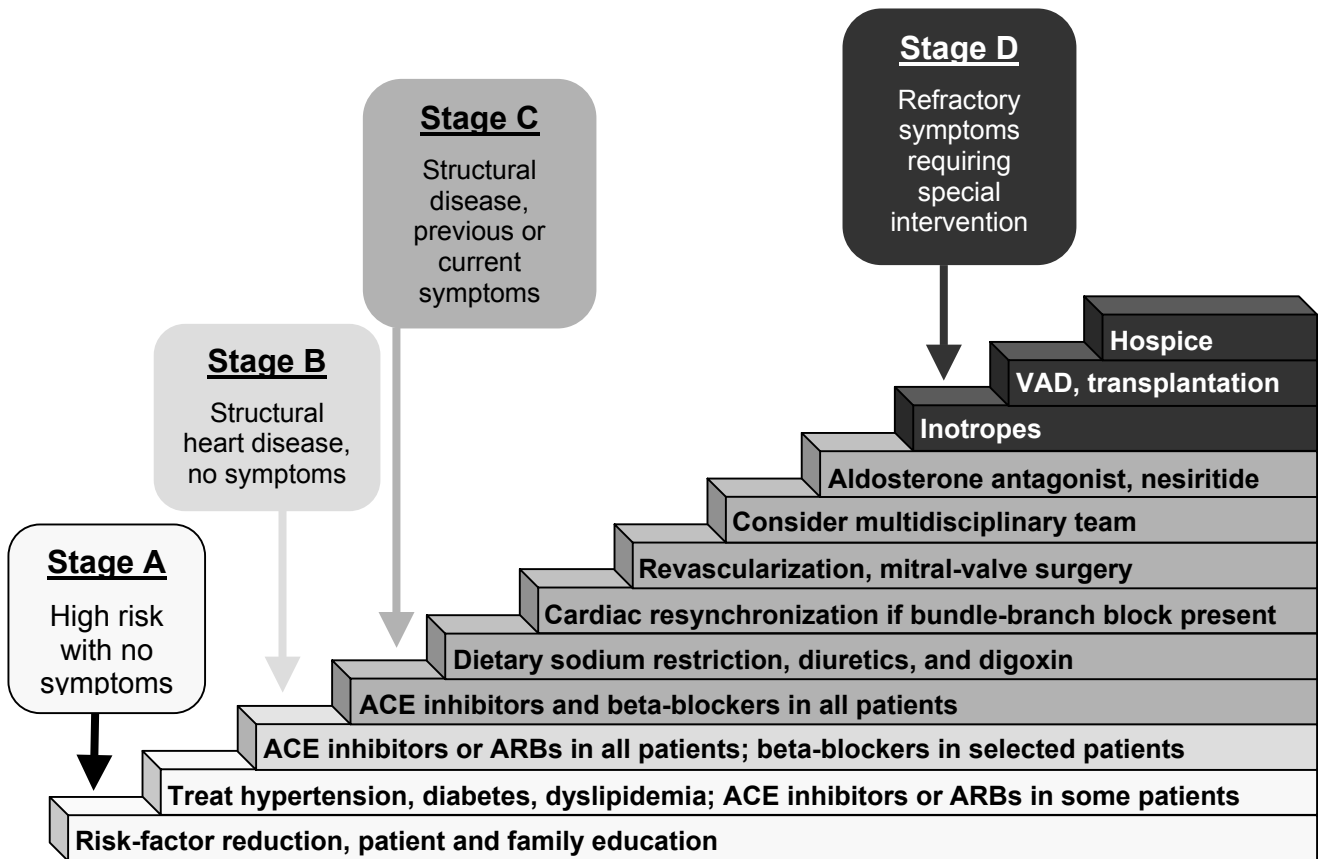 Stage A
High risk
with no
symptoms
Stage B
Structural
heart disease,
no symptoms
Stage C
Structural
disease,
previous or
current
symptoms
Stage D
Refractory
symptoms
requiring
special
intervention
Hospice
VAD, transplantation
Inotropes
Aldosterone antagonist, nesiritide
Consider multidisciplinary team
Revascularization, mitral-valve surgery
Cardiac resynchronization if bundle-branch block present
Dietary sodium restriction, diuretics, and digoxin
ACE inhibitors and beta-blockers in all patients
ACE inhibitors or ARBs in all patients; beta-blockers in selected patients
Treat hypertension, diabetes, dyslipidemia; ACE inhibitors or ARBs in some patients
Risk-factor reduction, patient and family education